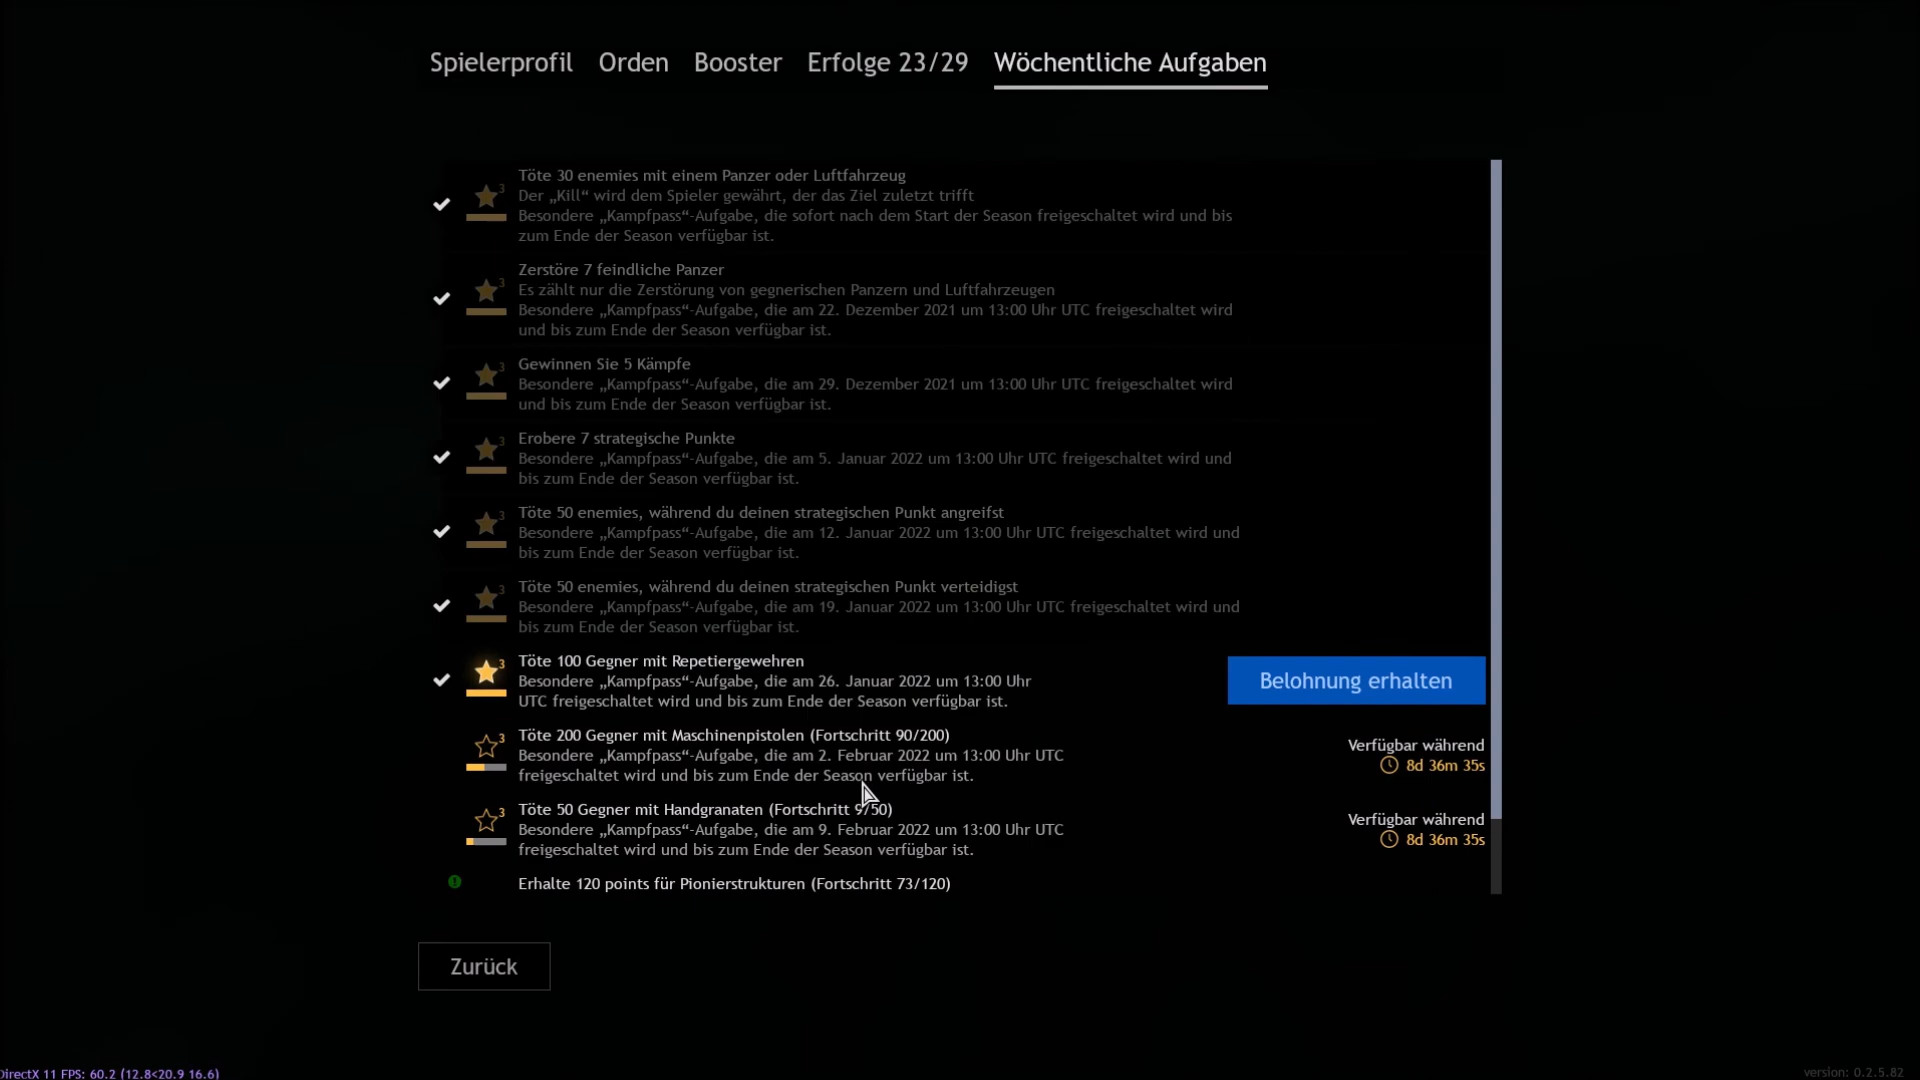 Spielerprofil Orden Booster Erfolge 23/29 Wöchentliche Aufgaben
Töte 30 enemies mit einem Panzer oder Luftfahrzeug
Der „Kill“ wird dem Spieler gewährt, der das Ziel zuletzt trifft
Besondere „Kampfpass“-Aufgabe, die sofort nach dem Start der Season freigeschaltet wird und bis
zum Ende der Season verfügbar ist.
3
Zerstöre 7 feindliche Panzer
Es zählt nur die Zerstörung von gegnerischen Panzern und Luftfahrzeugen
Besondere „Kampfpass“-Aufgabe, die am 22. Dezember 2021 um 13:00 Uhr UTC freigeschaltet wird
und bis zum Ende der Season verfügbar ist.
3
Gewinnen Sie 5 Kämpfe
Besondere „Kampfpass“-Aufgabe, die am 29. Dezember 2021 um 13:00 Uhr UTC freigeschaltet wird
und bis zum Ende der Season verfügbar ist.
3
Erobere 7 strategische Punkte
Besondere „Kampfpass“-Aufgabe, die am 5. Januar 2022 um 13:00 Uhr UTC freigeschaltet wird und
bis zum Ende der Season verfügbar ist.
3
Töte 50 enemies, während du deinen strategischen Punkt angreifst
Besondere „Kampfpass“-Aufgabe, die am 12. Januar 2022 um 13:00 Uhr UTC freigeschaltet wird und
bis zum Ende der Season verfügbar ist.
3
Töte 50 enemies, während du deinen strategischen Punkt verteidigst
Besondere „Kampfpass“-Aufgabe, die am 19. Januar 2022 um 13:00 Uhr UTC freigeschaltet wird und
bis zum Ende der Season verfügbar ist.
3
Töte 100 Gegner mit Repetiergewehren
Besondere „Kampfpass“-Aufgabe, die am 26. Januar 2022 um 13:00 Uhr
UTC freigeschaltet wird und bis zum Ende der Season verfügbar ist.
3
Belohnung erhalten
Töte 200 Gegner mit Maschinenpistolen (Fortschritt 90/200)
Besondere „Kampfpass“-Aufgabe, die am 2. Februar 2022 um 13:00 Uhr UTC
freigeschaltet wird und bis zum Ende der Season verfügbar ist.
3
Verfügbar während
8d 36m 35s
Töte 50 Gegner mit Handgranaten (Fortschritt 9/50)
Besondere „Kampfpass“-Aufgabe, die am 9. Februar 2022 um 13:00 Uhr UTC
freigeschaltet wird und bis zum Ende der Season verfügbar ist.
3
Verfügbar während
8d 36m 35s
Erhalte 120 points für Pionierstrukturen (Fortschritt 73/120)
Zurück
DirectX 11 FPS: 60.2 (12.8<20.9 16.6)
version: 0.2.5.82